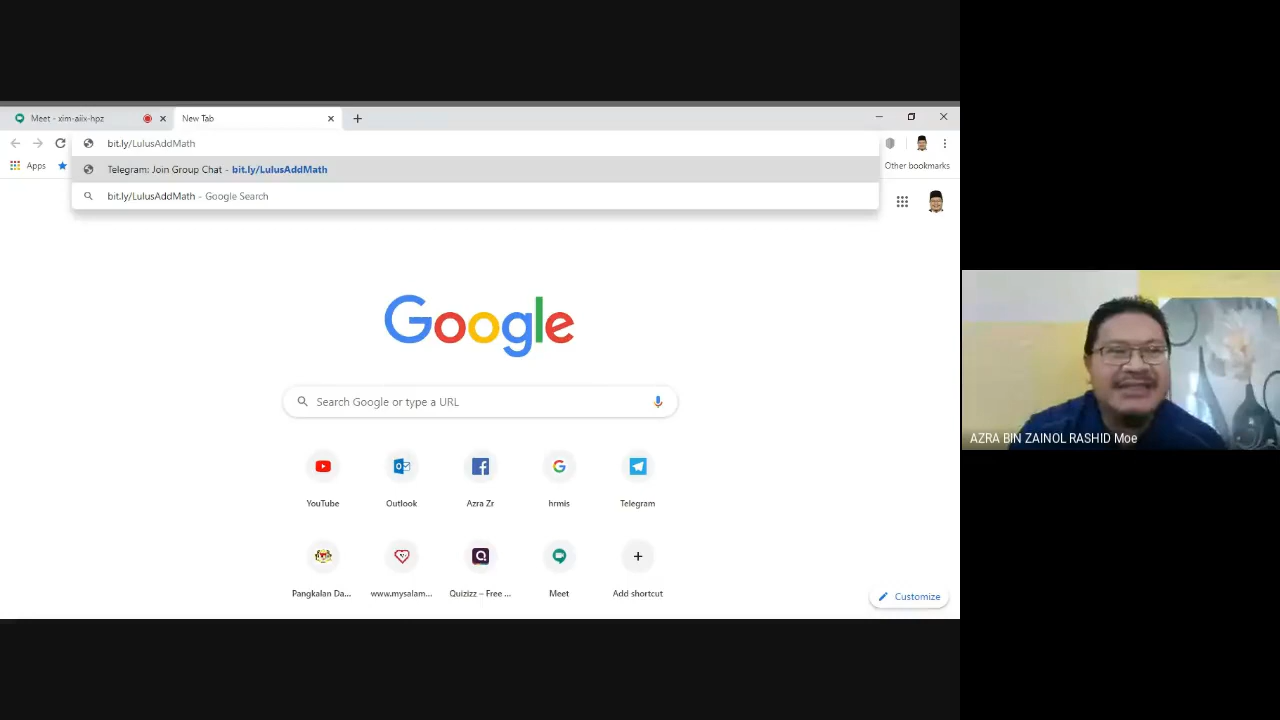 Meet - xim-aiix-hpz
New Tab
bit.ly/LulusAddMath
Apps
Telegram: Join Group Chat - bit.ly/LulusAddMath
Other bookmarks
bit.ly/LulusAddMath - Google Search
Google
Search Google or type a URL
YouTube
Outlook
Azra Zr
hrmis
Telegram
Pangkalan Da...
www.mysalam...
Quizizz – Free ...
Meet
Add shortcut
Customize
AZRA BIN ZAINOL RASHID Moe